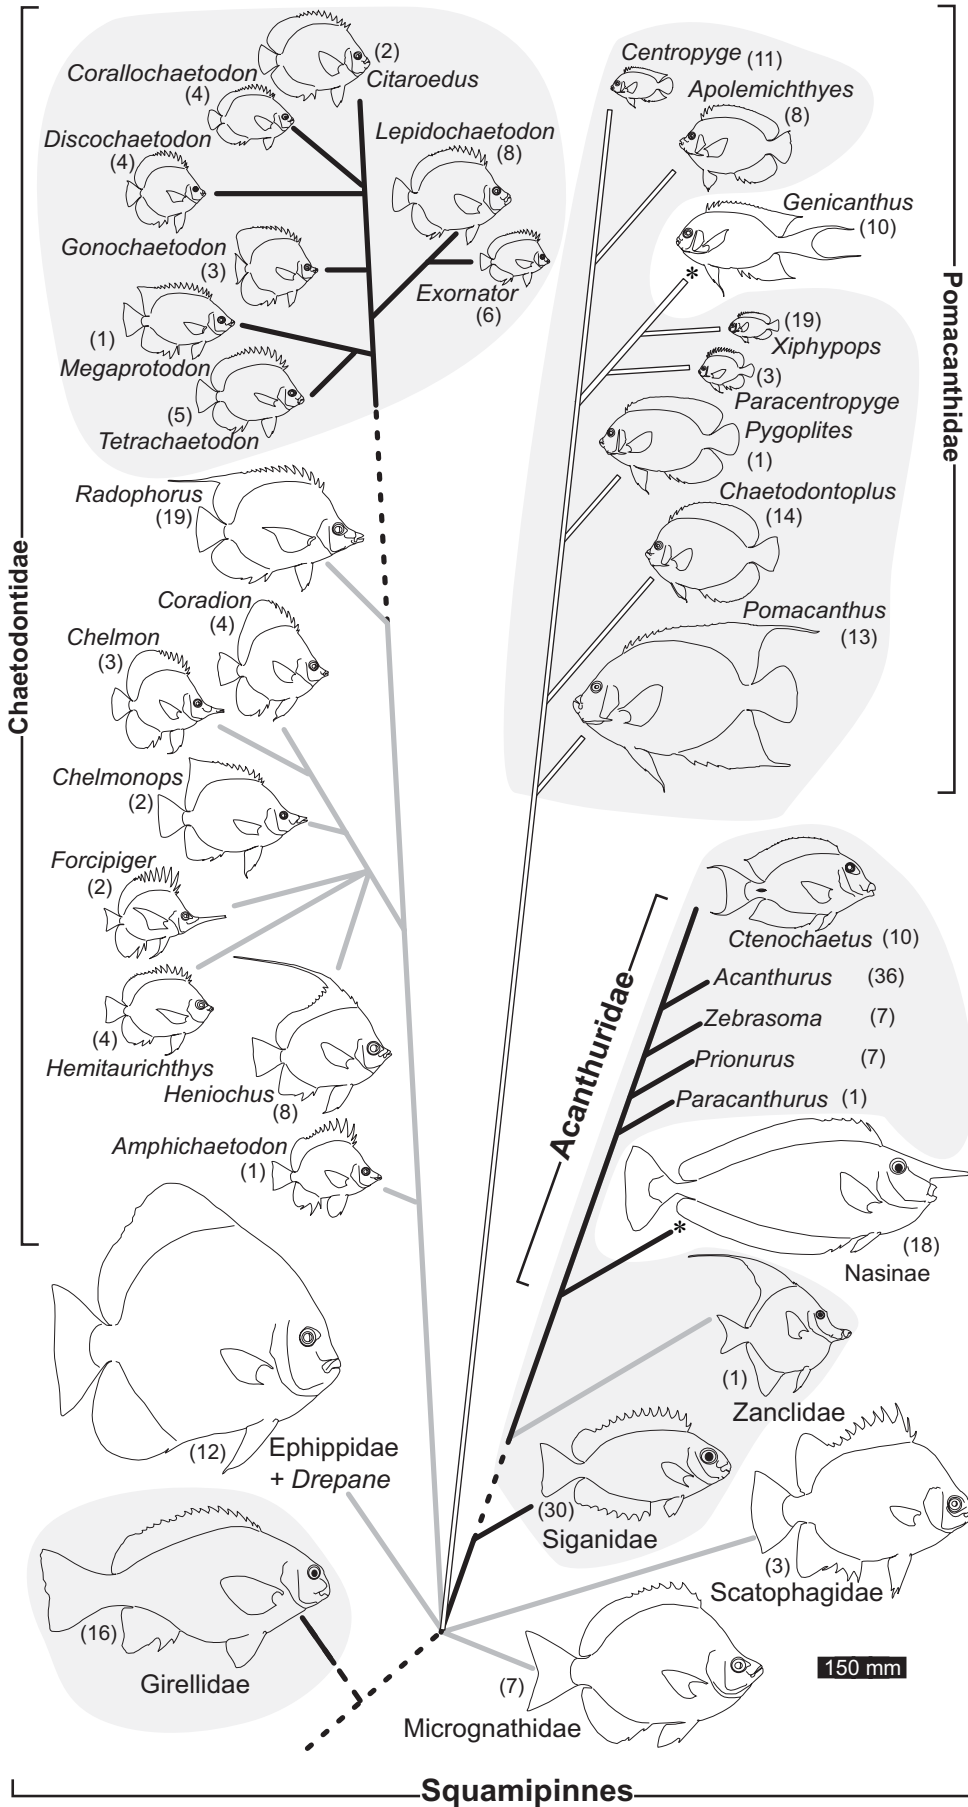 Chaetodontidae
(2)
Citaroedus
Corallochaetodon
(4)
Discochaetodon
(4)
Lepidochaetodon
(8)
Gonochaetodon
(3)
Exornator
(6)
(1)
Megaprotodon
(5)
Tetrachaetodon
Radophorus
(19)
Coradion
(4)
Chelmon
(3)
Chelmonops
(2)
Forcipiger
(2)
(4)
Hemitaurichthys
Heniochus
(8)
Amphichaetodon
(1)
Pomacanthidae
Centropyge (11)
Apolemichthyes
(8)
Genicanthus
(10)
*
(19)
Xiphypops
(3)
Paracentropyge
Pygoplites
(1)
Chaetodontoplus
(14)
Pomacanthus
(13)
Acanthuridae
Ctenochaetus (10)
Acanthurus (36)
Zebrasoma (7)
Prionurus (7)
Paracanthurus (1)
*
(18)
Nasinae
(1)
Zanclidae
(12)
Ephippidae
+ Drepane
(30)
Siganidae
(3)
Scatophagidae
(16)
Girellidae
(7)
Micrognathidae
150 mm
Squamipinnes